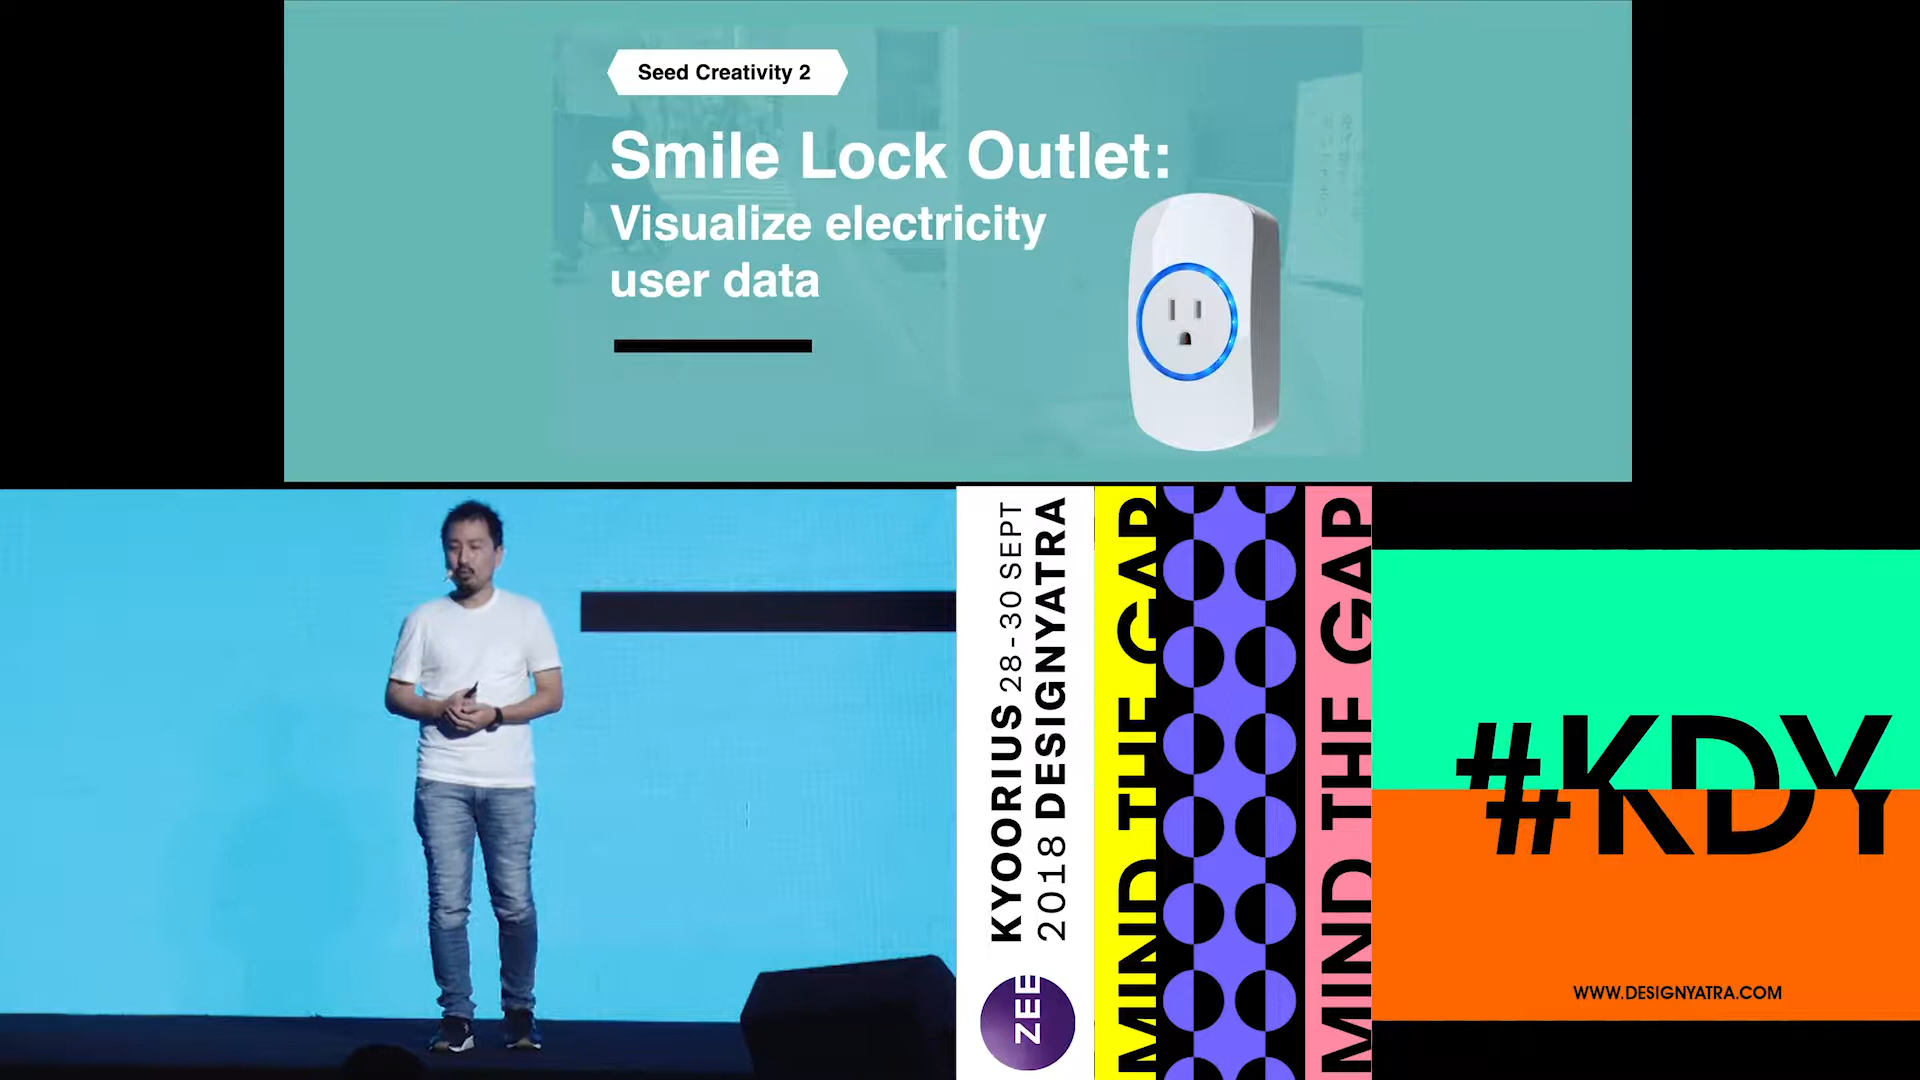 Seed Creativity 2
Smile Lock Outlet:
Visualize electricity
user data
KYOORIUS 28-30 SEPT
2018 DESIGNYATRA
ZEE
MIND THE GAP
MIND THE GAP
#KDY
WWW.DESIGNYATRA.COM